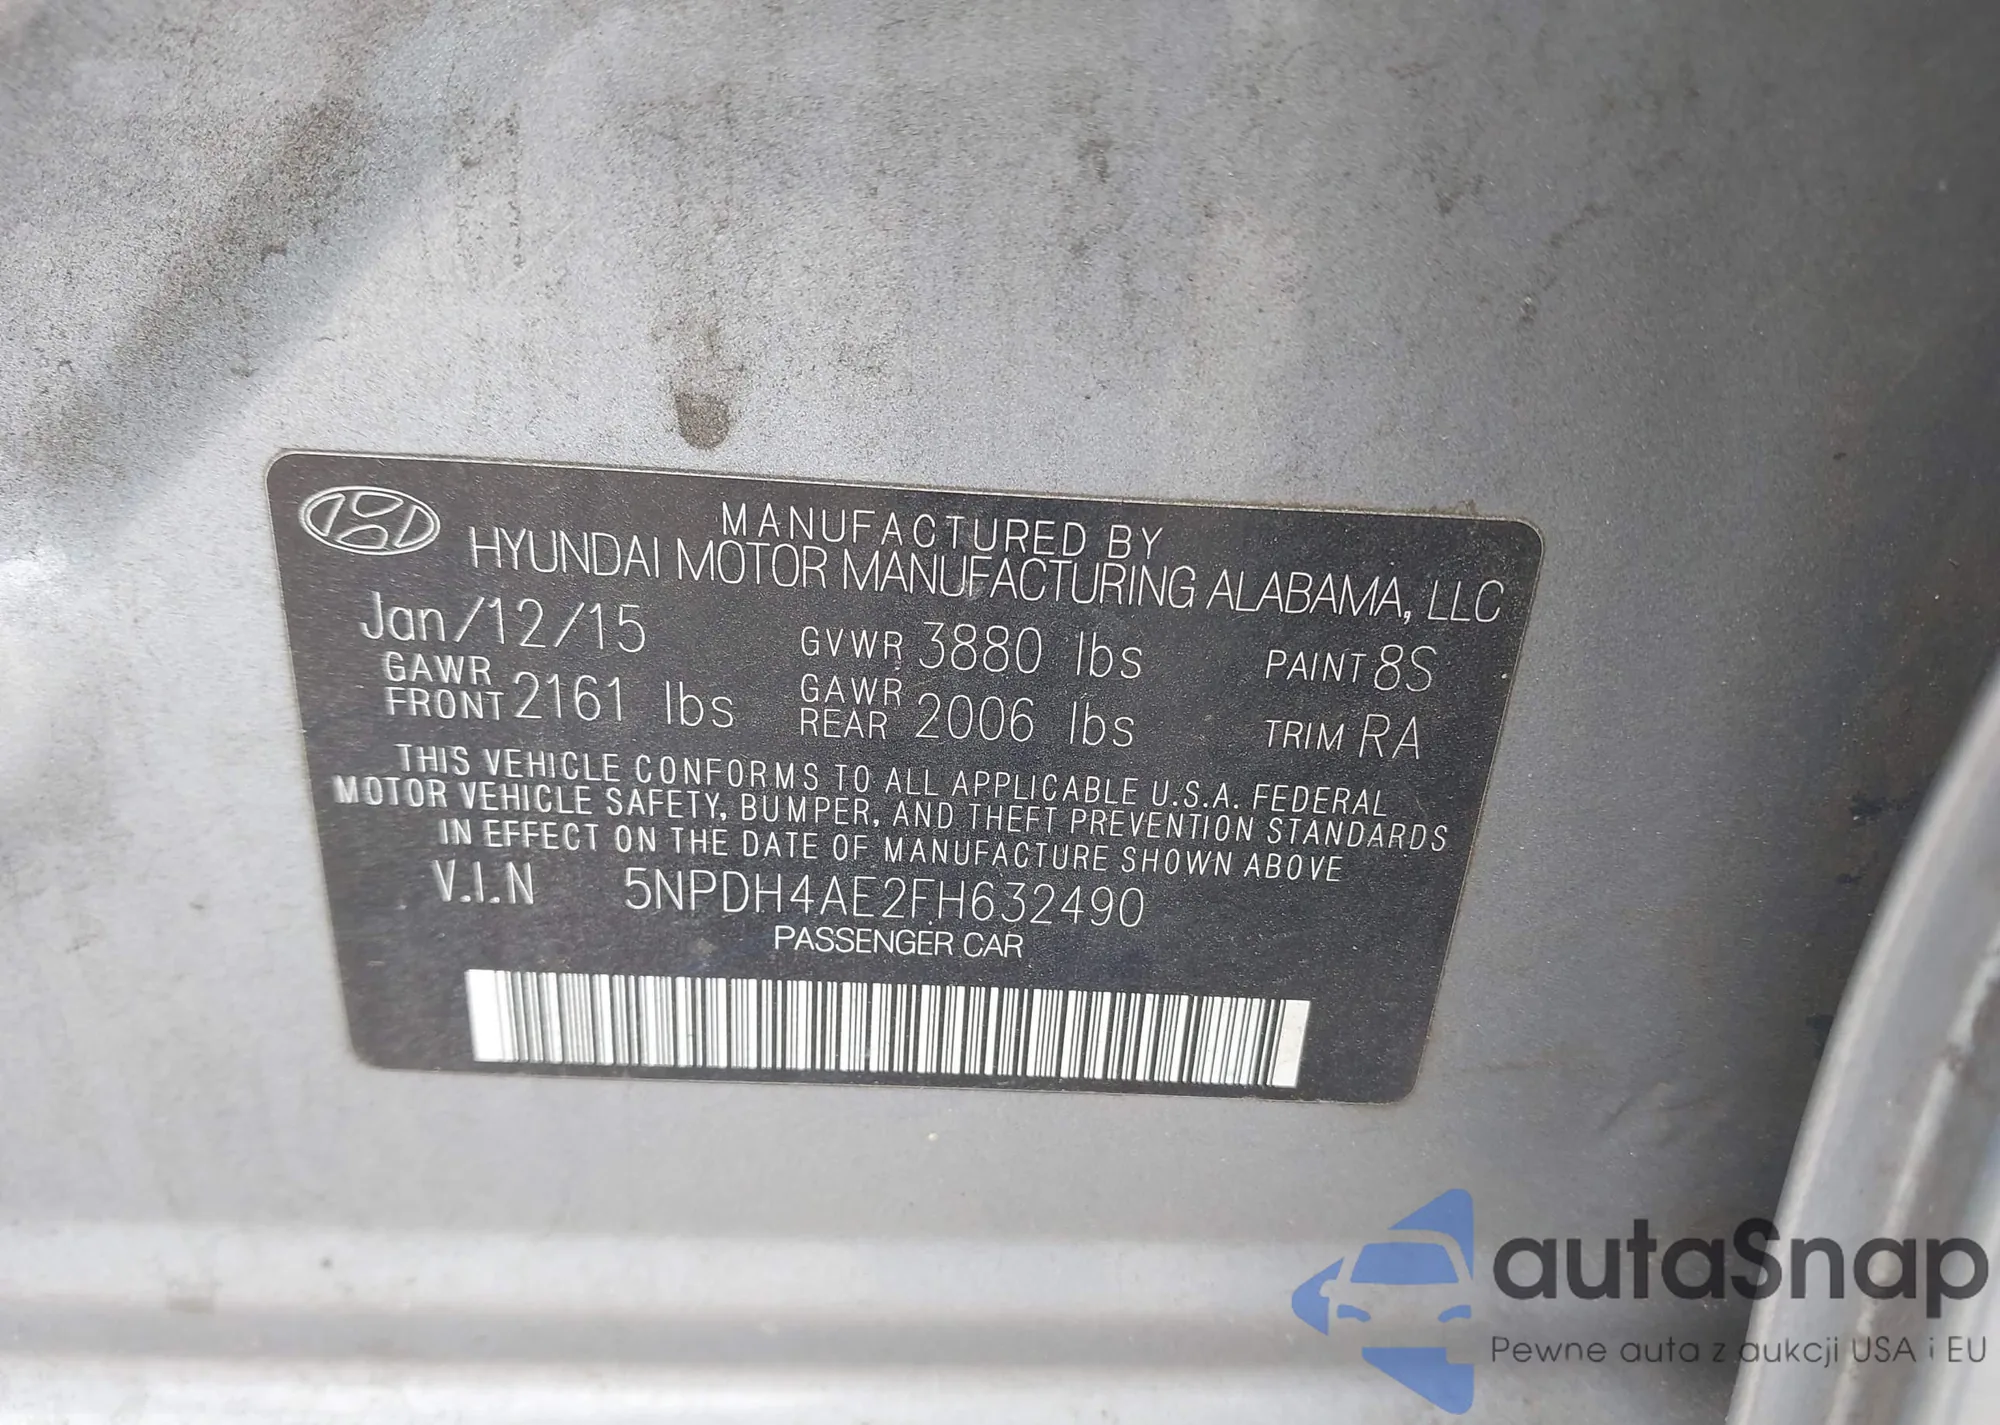 MANUFACTURED BY
HYUNDAI MOTOR MANUFACTURING ALABAMA, LLC
Jan/12/15 GVWR 3880 lbs PAINT 8S
GAWR FRONT 2161 lbs GAWR REAR 2006 lbs TRIM RA
THIS VEHICLE CONFORMS TO ALL APPLICABLE U.S.A. FEDERAL
MOTOR VEHICLE SAFETY, BUMPER, AND THEFT PREVENTION STANDARDS
IN EFFECT ON THE DATE OF MANUFACTURE SHOWN ABOVE
V.I.N 5NPDH4AE2FH632490
PASSENGER CAR
autaSnap
Pewne auta z aukcji USA i EU